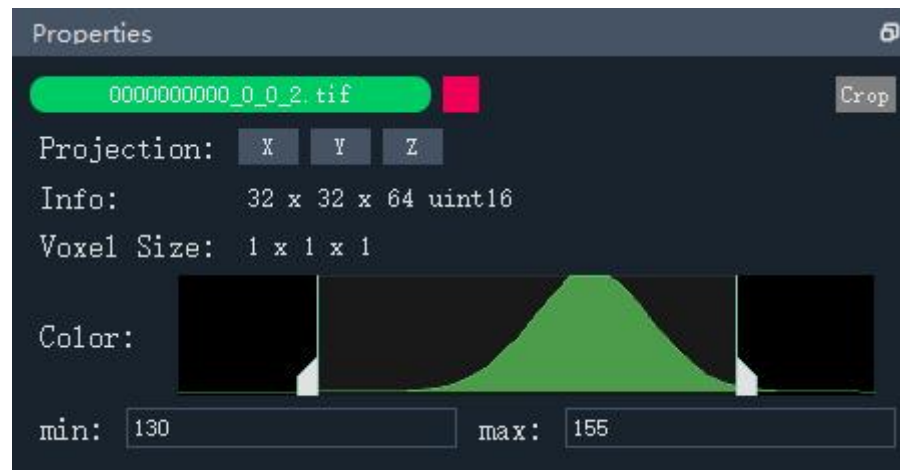 Properties
0000000000_0_0_2.tif Crop
Projection: X Y Z
Info: 32 x 32 x 64 uint16
Voxel Size: 1 x 1 x 1
Color:
min: 130 max: 155